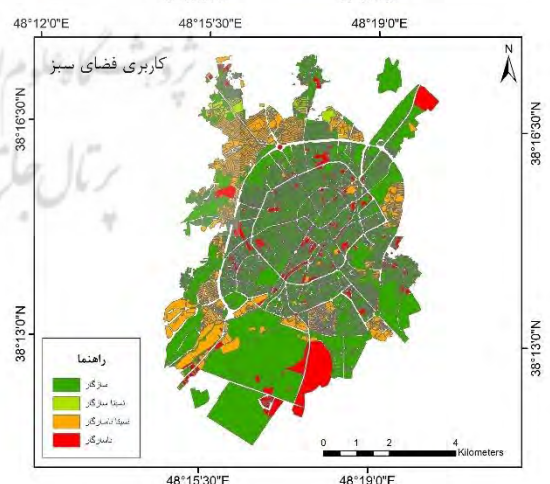 48°12'0"E 48°15'30"E 48°19'0"E
کاربری فضای سبز
N
38°16'30"N
38°16'30"N
38°13'0"N
38°13'0"N
راهنما
سازگار
نسبتا سازگار
نسبتا ناسازگار
ناسازگار
0 1 2 4
Kilometers
48°15'30"E 48°19'0"E